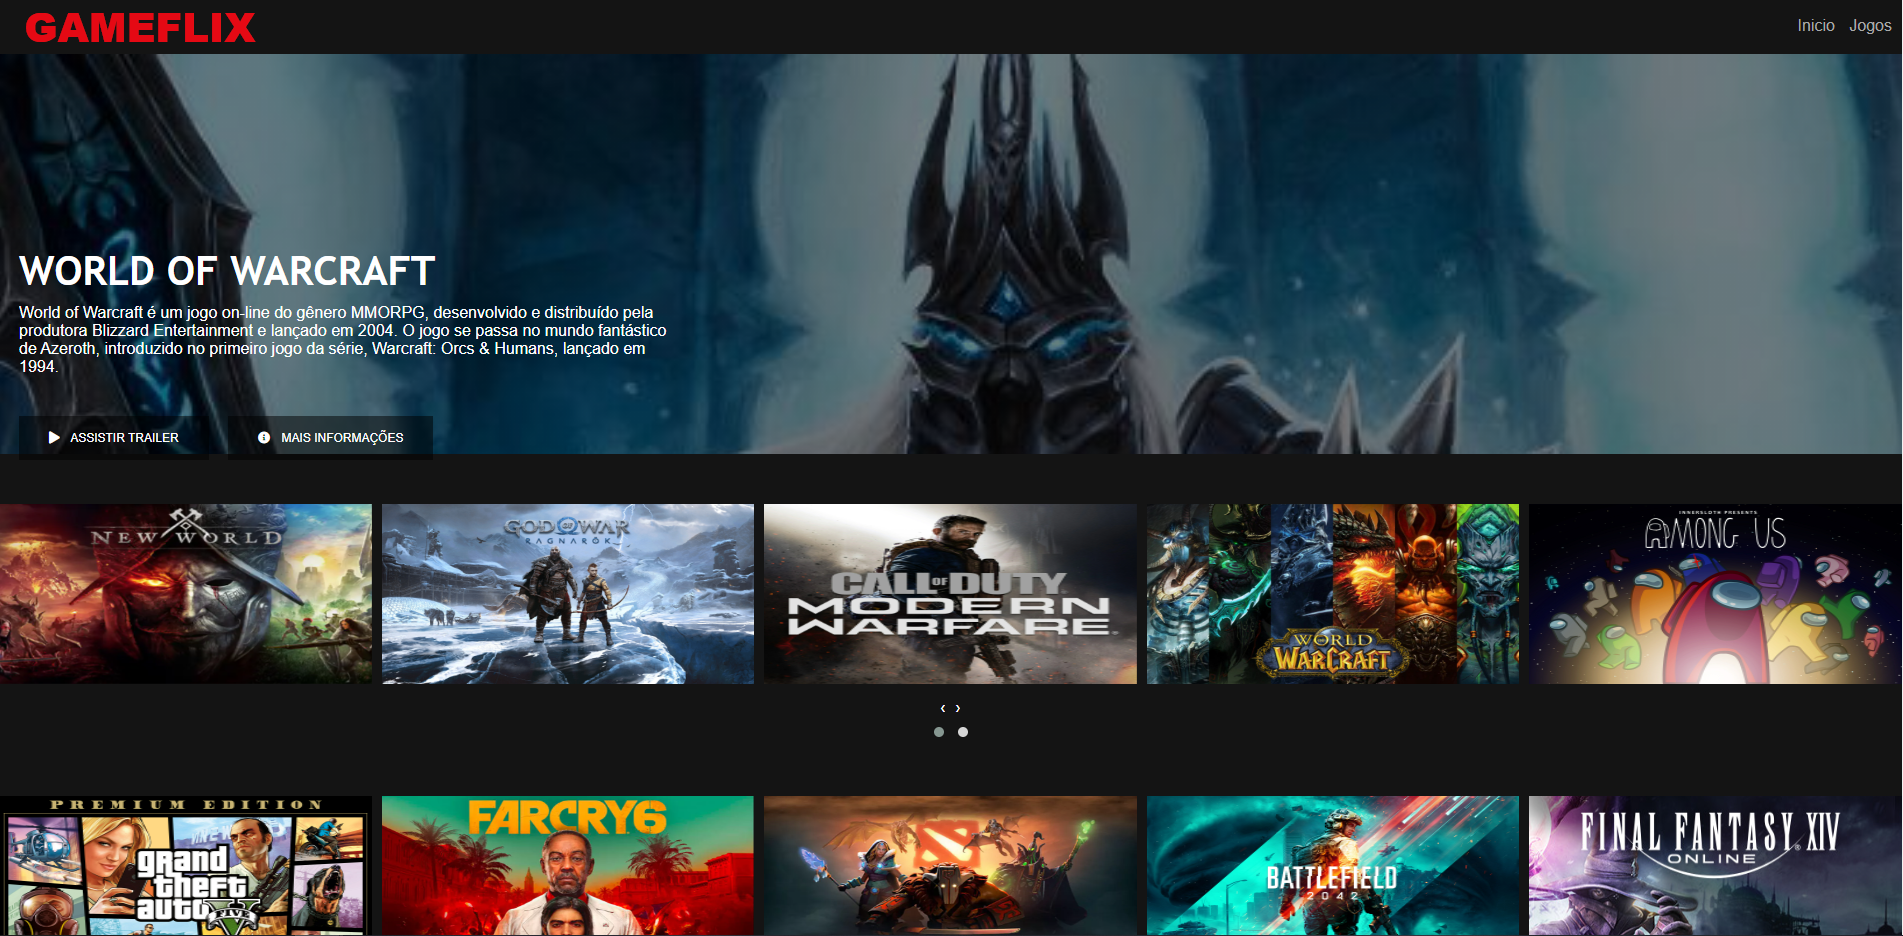 GAMEFLIX
Inicio Jogos
WORLD OF WARCRAFT
World of Warcraft é um jogo on-line do gênero MMORPG, desenvolvido e distribuído pela
produtora Blizzard Entertainment e lançado em 2004. O jogo se passa no mundo fantástico
de Azeroth, introduzido no primeiro jogo da série, Warcraft: Orcs & Humans, lançado em
1994.
ASSISTIR TRAILER
MAIS INFORMAÇÕES
NEW WORLD
GOD OF WAR
RAGNARÖK
CALL OF DUTY
MODERN
WARFARE
WORLD
WARCRAFT
INNERSLOTH PRESENTS
AMONG US
‹ ›
PREMIUM EDITION
grand
theft
auto
FIVE
FARCRY6
BATTLEFIELD
2042
FINAL FANTASY XIV
ONLINE